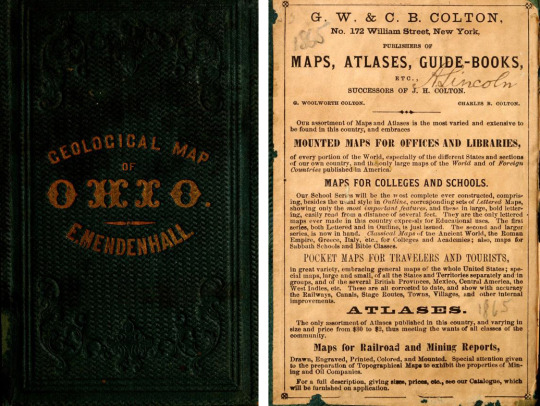 GEOLOGICAL MAP
OF
OHIO.
E. MENDENHALL.
G. W. & C. B. COLTON,
No. 172 William Street, New York,
1865
PUBLISHERS OF
MAPS, ATLASES, GUIDE-BOOKS,
ETC.,
A Lincoln
SUCCESSORS OF J. H. COLTON.
G. WOOLWORTH COLTON. CHARLES B. COLTON.
Our assortment of Maps and Atlases is the most varied and extensive to
be found in this country, and embraces
MOUNTED MAPS FOR OFFICES AND LIBRARIES,
of every portion of the World, especially of the different States and sections
of our own country, and the only large maps of the World and of Foreign
Countries published in America.
MAPS FOR COLLEGES AND SCHOOLS.
Our School Series will be the most complete ever constructed, compris-
ing, besides the usual style in Outline, corresponding sets of Lettered Maps,
showing only the most important features, and these in large, bold letter-
ing, easily read from a distance of several feet. They are the only lettered
maps ever made in this country expressly for Educational uses. The first
series, both Lettered and in Outline, is just issued. The second and larger
series, is now in hand. Classical Maps of the Ancient World, the Roman
Empire, Greece, Italy, etc., for Colleges and Academies; also, maps for
Sabbath Schools and Bible Classes.
POCKET MAPS FOR TRAVELERS AND TOURISTS,
in great variety, embracing general maps of the whole United States; spe-
cial maps, large and small, of all the States and Territories separately and in
groups, and of the several British Provinces, Mexico, Central America, the
West Indies, etc. These are all corrected to date, and show with accuracy
the Railways, Canals, Stage Routes, Towns, Villages, and other internal
improvements.
1865
ATLASES.
The only assortment of Atlases published in this country, and varying in
size and price from $30 to $2, thus meeting the wants of all classes of the
community.
Maps for Railroad and Mining Reports,
Drawn, Engraved, Printed, Colored, and Mounted. Special attention given
to the preparation of Topographical Maps to exhibit the properties of Min-
ing and Oil Companies.
For a full description, giving sizes, prices, etc., see our Catalogue, which
will be furnished on application.